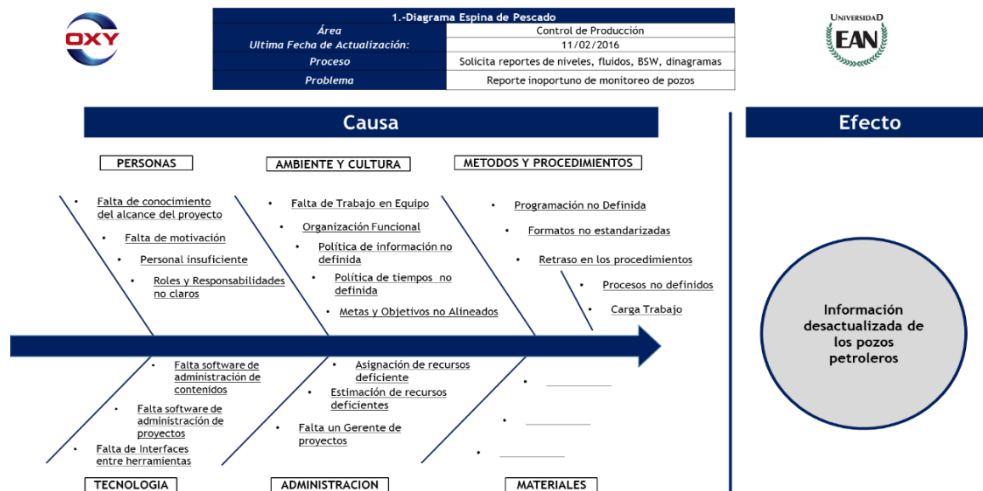 OXY
1.-Diagrama Espina de Pescado
Área Control de Producción
Ultima Fecha de Actualización: 11/02/2016
Proceso Solicita reportes de niveles, fluidos, BSW, dinagramas
Problema Reporte inoportuno de monitoreo de pozos
UNIVERSIDAD
EAN
Causa
Efecto
PERSONAS
AMBIENTE Y CULTURA
METODOS Y PROCEDIMIENTOS
• Falta de conocimiento
del alcance del proyecto
• Falta de motivación
• Personal insuficiente
• Roles y Responsabilidades
no claros
• Falta de Trabajo en Equipo
• Organización Funcional
• Política de información no
definida
• Política de tiempos no
definida
• Metas y Objetivos no Alineados
• Programación no Definida
• Formatos no estandarizadas
• Retraso en los procedimientos
• Procesos no definidos
• Carga Trabajo
Información
desactualizada de
los pozos
petroleros
• Falta software de
administración de
contenidos
• Falta software de
administración de
proyectos
• Falta de Interfaces
entre herramientas
• Asignación de recursos
deficiente
• Estimación de recursos
deficientes
• Falta un Gerente de
proyectos
TECNOLOGIA
ADMINISTRACION
MATERIALES